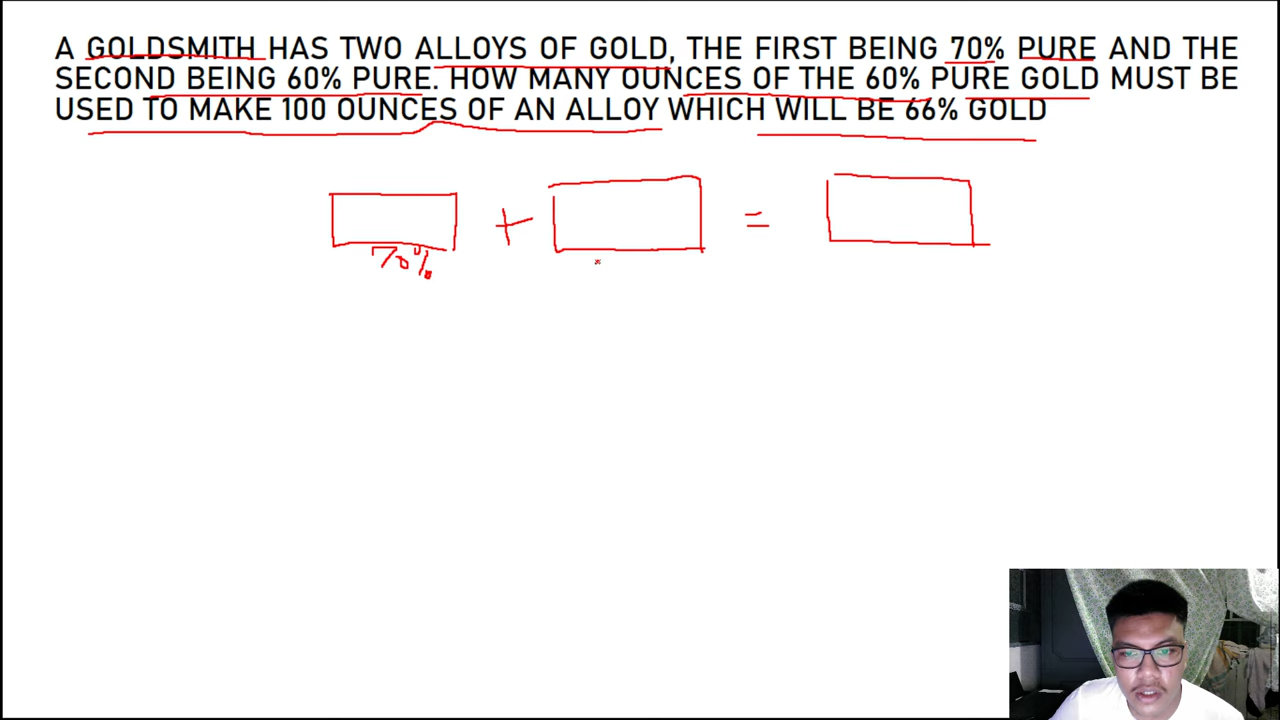 A GOLDSMITH HAS TWO ALLOYS OF GOLD, THE FIRST BEING 70% PURE AND THE
SECOND BEING 60% PURE. HOW MANY OUNCES OF THE 60% PURE GOLD MUST BE
USED TO MAKE 100 OUNCES OF AN ALLOY WHICH WILL BE 66% GOLD
+ =
70%